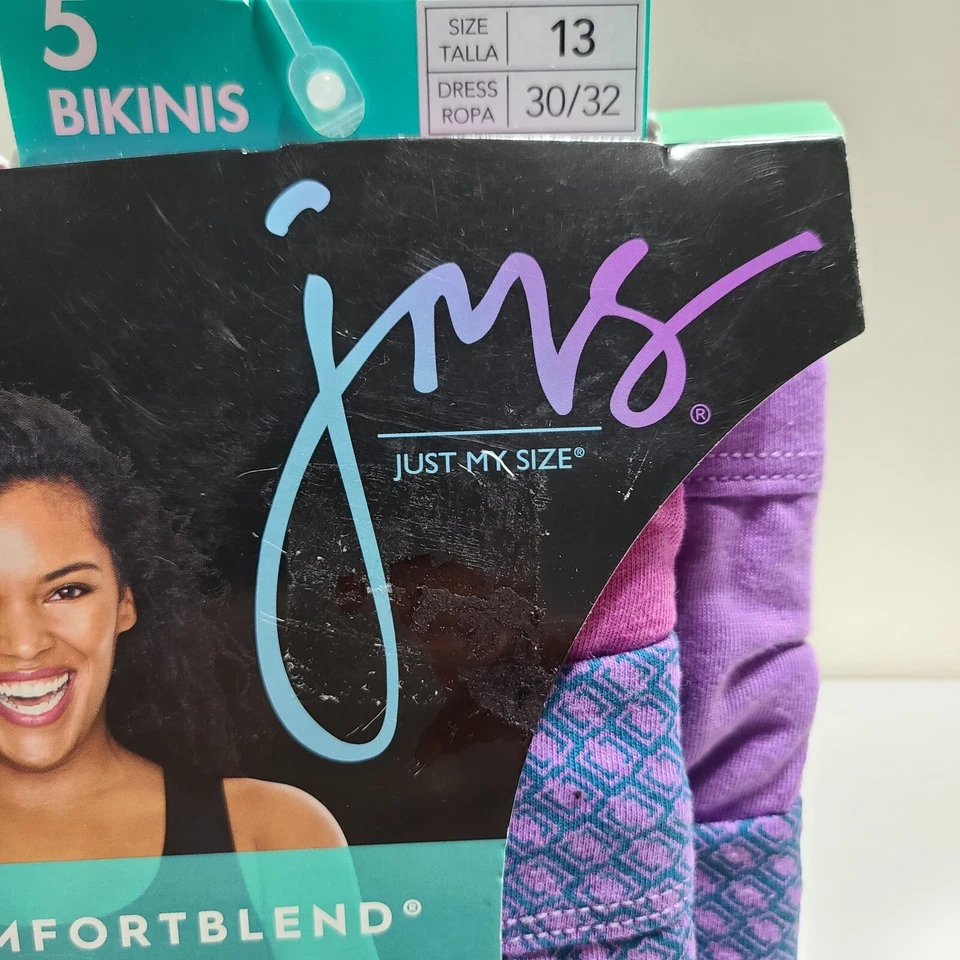 5
BIKINIS
SIZE
TALLA
13
DRESS
ROPA
30/32
jms®
JUST MY SIZE®
MFORTBLEND®